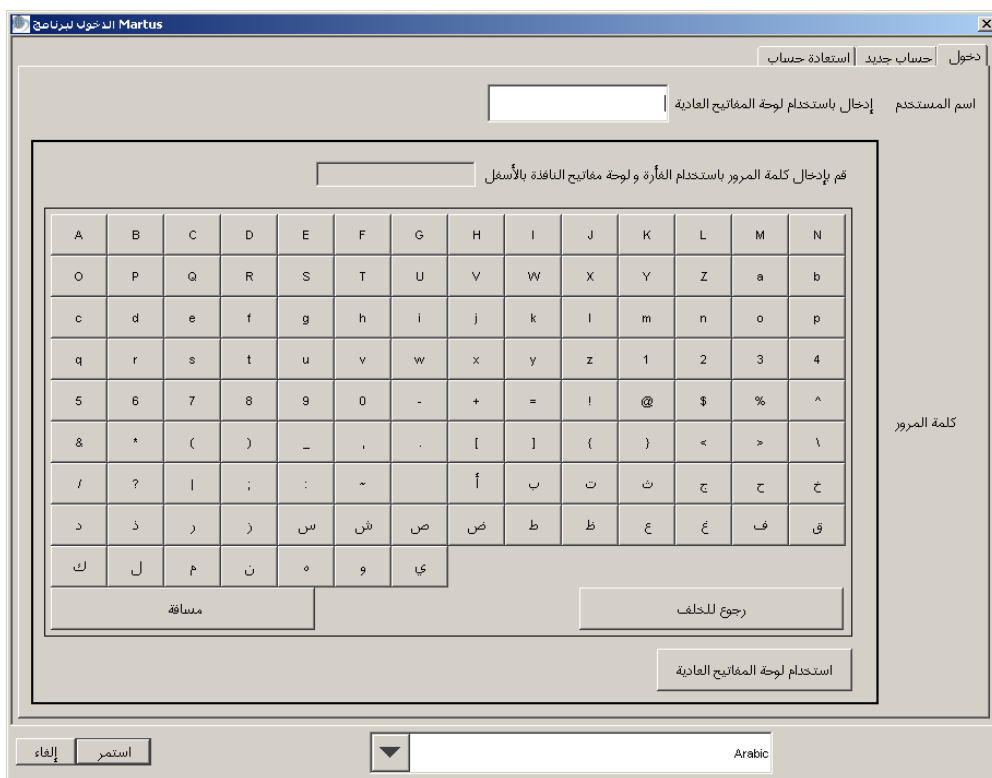 الدخول لبرنامج Martus
دخول حساب جديد استعادة حساب
اسم المستخدم إدخال باستخدام لوحة المفاتيح العادية
قم بإدخال كلمة المرور باستخدام الفأرة و لوحة مفاتيح النافذة بالأسفل
A B C D E F G H I J K L M N
O P Q R S T U V W X Y Z a b
c d e f g h i j k l m n o p
q r s t u v w x y z 1 2 3 4
5 6 7 8 9 0 - + = ! @ $ % ^
& * ( ) _ , . [ ] { } < > \
/ ? | ; : ~ أ ب ت ث ج ح خ
د ذ ر ز س ش ص ض ط ظ ع غ ف ق
ك ل م ن ه و ي
كلمة المرور
مسافة رجوع للخلف
استخدام لوحة المفاتيح العادية
Arabic
استمر إلغاء